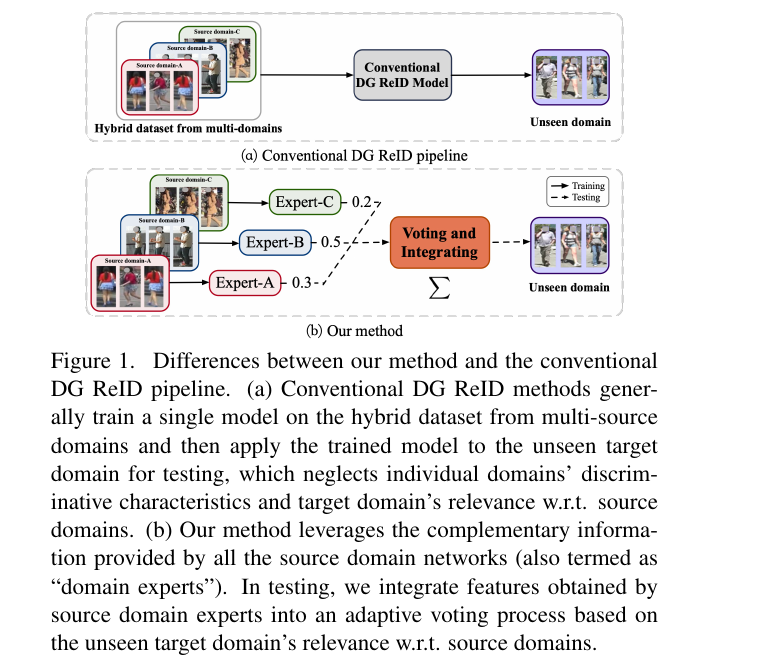 Source domain-C
Source domain-B
Source domain-A
Conventional
DG ReID Model
Hybrid dataset from multi-domains
Unseen domain
(a) Conventional DG ReID pipeline
Source domain-C
Source domain-B
Source domain-A
Expert-C
0.2
Expert-B
0.5
Expert-A
0.3
Voting and
Integrating
∑
Training
Testing
Unseen domain
(b) Our method
Figure 1. Differences between our method and the conventional
DG ReID pipeline. (a) Conventional DG ReID methods gener-
ally train a single model on the hybrid dataset from multi-source
domains and then apply the trained model to the unseen target
domain for testing, which neglects individual domains’ discrim-
inative characteristics and target domain’s relevance w.r.t. source
domains. (b) Our method leverages the complementary informa-
tion provided by all the source domain networks (also termed as
“domain experts”). In testing, we integrate features obtained by
source domain experts into an adaptive voting process based on
the unseen target domain’s relevance w.r.t. source domains.